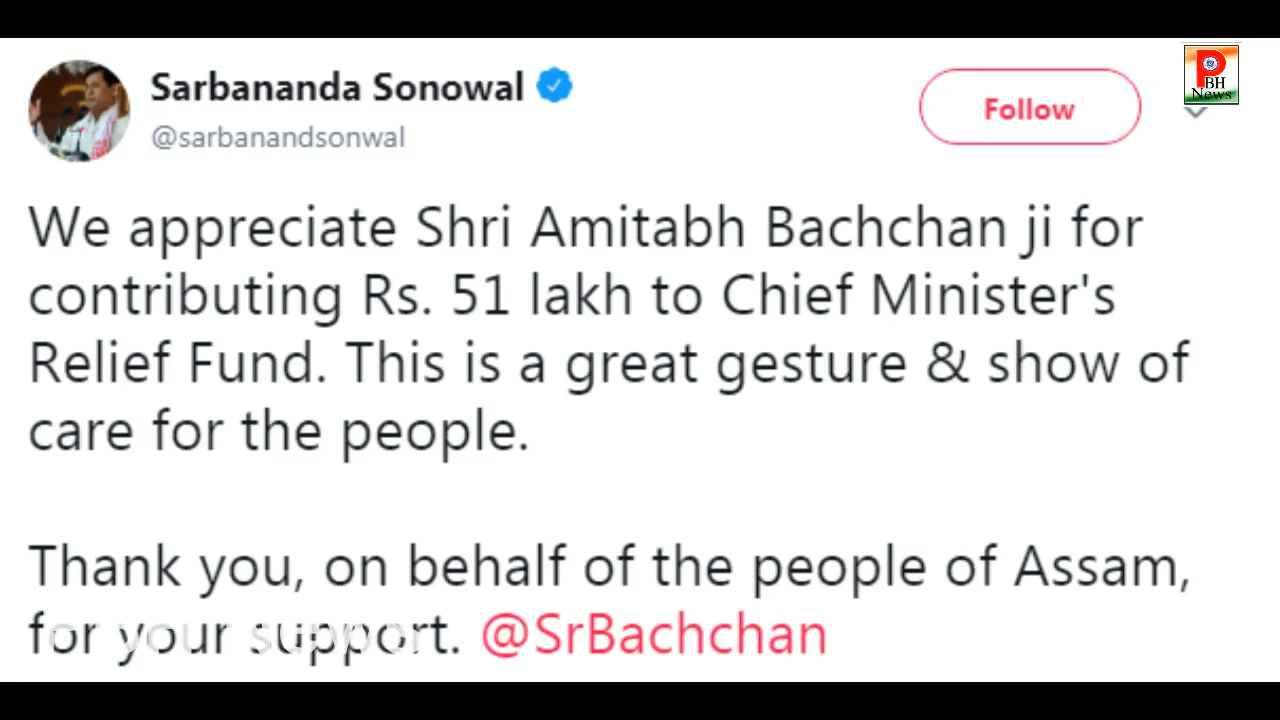 Sarbananda Sonowal
@sarbanandsonwal
Follow
P
BH
News
We appreciate Shri Amitabh Bachchan ji for
contributing Rs. 51 lakh to Chief Minister's
Relief Fund. This is a great gesture & show of
care for the people.
Thank you, on behalf of the people of Assam,
for your support. @SrBachchan